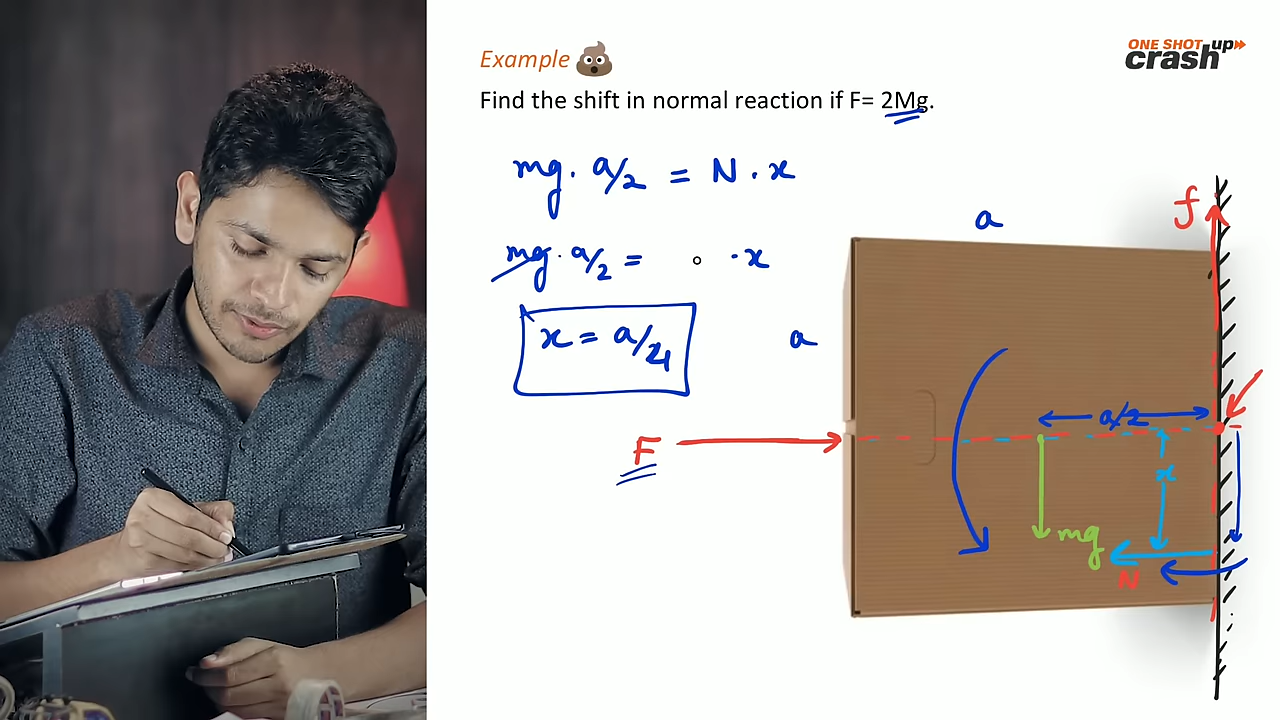 Example
ONE SHOT
crash up
Find the shift in normal reaction if F= 2Mg.
mg. a/2 = N . x
mg. a/2 = . x
x = a/4
a
a
f
F
a/2
x
mg
N